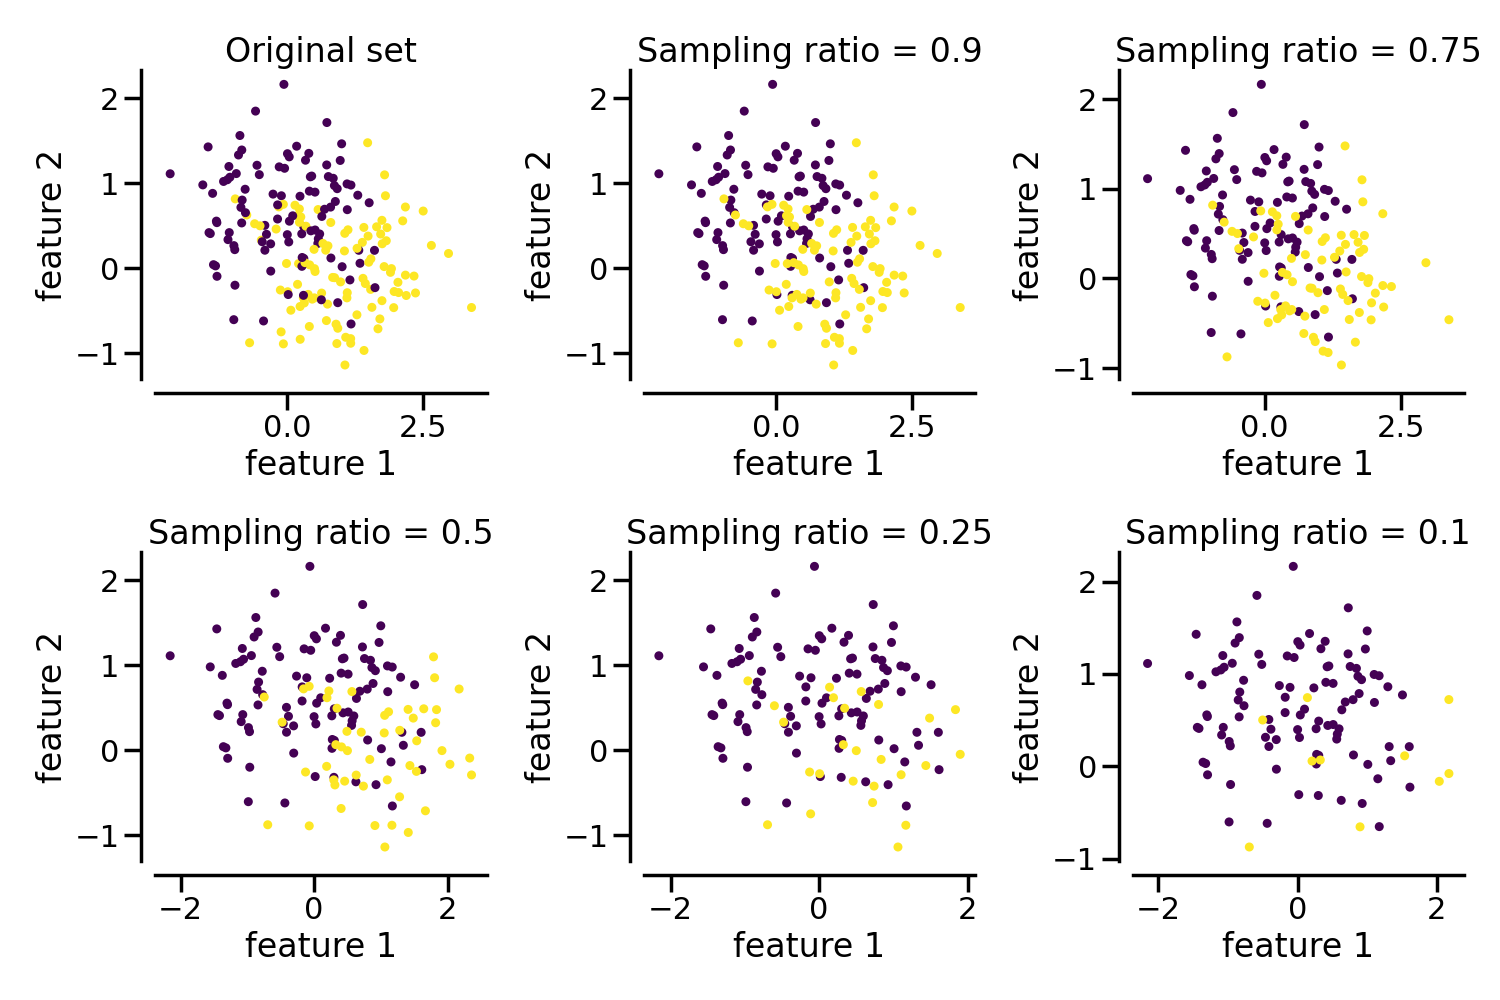 Original set
Sampling ratio = 0.9
Sampling ratio = 0.75
feature 2
2
1
0
−1
feature 2
2
1
0
−1
feature 2
2
1
0
−1
0.0 2.5
0.0 2.5
0.0 2.5
feature 1
feature 1
feature 1
Sampling ratio = 0.5
Sampling ratio = 0.25
Sampling ratio = 0.1
feature 2
2
1
0
−1
feature 2
2
1
0
−1
feature 2
2
1
0
−1
−2 0 2
−2 0 2
−2 0 2
feature 1
feature 1
feature 1